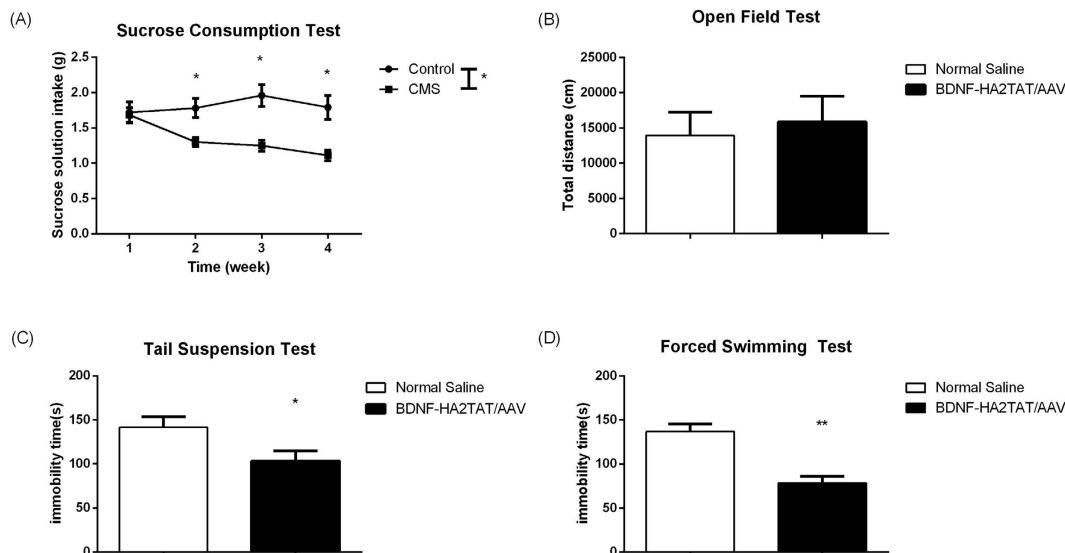 (A)
Sucrose Consumption Test
Sucrose solution intake (g)
2.5
2.0
1.5
1.0
0.5
0.0
* * *
1 2 3 4
Time (week)
Control
CMS
*
(B)
Open Field Test
Total distance (cm)
25000
20000
15000
10000
5000
0
Normal Saline
BDNF-HA2TAT/AAV
(C)
Tail Suspension Test
immobility time(s)
200
150
100
50
0
*
Normal Saline
BDNF-HA2TAT/AAV
(D)
Forced Swimming Test
immobility time(s)
200
150
100
50
0
**
Normal Saline
BDNF-HA2TAT/AAV